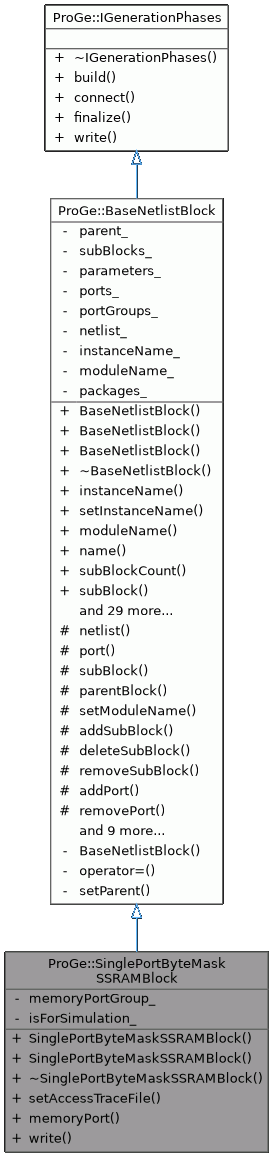 ProGe::IGenerationPhases
+ ~IGenerationPhases()
+ build()
+ connect()
+ finalize()
+ write()
ProGe::BaseNetlistBlock
- parent_
- subBlocks_
- parameters_
- ports_
- portGroups_
- netlist_
- instanceName_
- moduleName_
- packages_
+ BaseNetlistBlock()
+ BaseNetlistBlock()
+ BaseNetlistBlock()
+ ~BaseNetlistBlock()
+ instanceName()
+ setInstanceName()
+ moduleName()
+ name()
+ subBlockCount()
+ subBlock()
and 29 more...
# netlist()
# port()
# subBlock()
# parentBlock()
# setModuleName()
# addSubBlock()
# deleteSubBlock()
# removeSubBlock()
# addPort()
# removePort()
and 9 more...
- BaseNetlistBlock()
- operator=()
- setParent()
ProGe::SinglePortByteMask
SSRAMBlock
- memoryPortGroup_
- isForSimulation_
+ SinglePortByteMaskSSRAMBlock()
+ SinglePortByteMaskSSRAMBlock()
+ ~SinglePortByteMaskSSRAMBlock()
+ setAccessTraceFile()
+ memoryPort()
+ write()